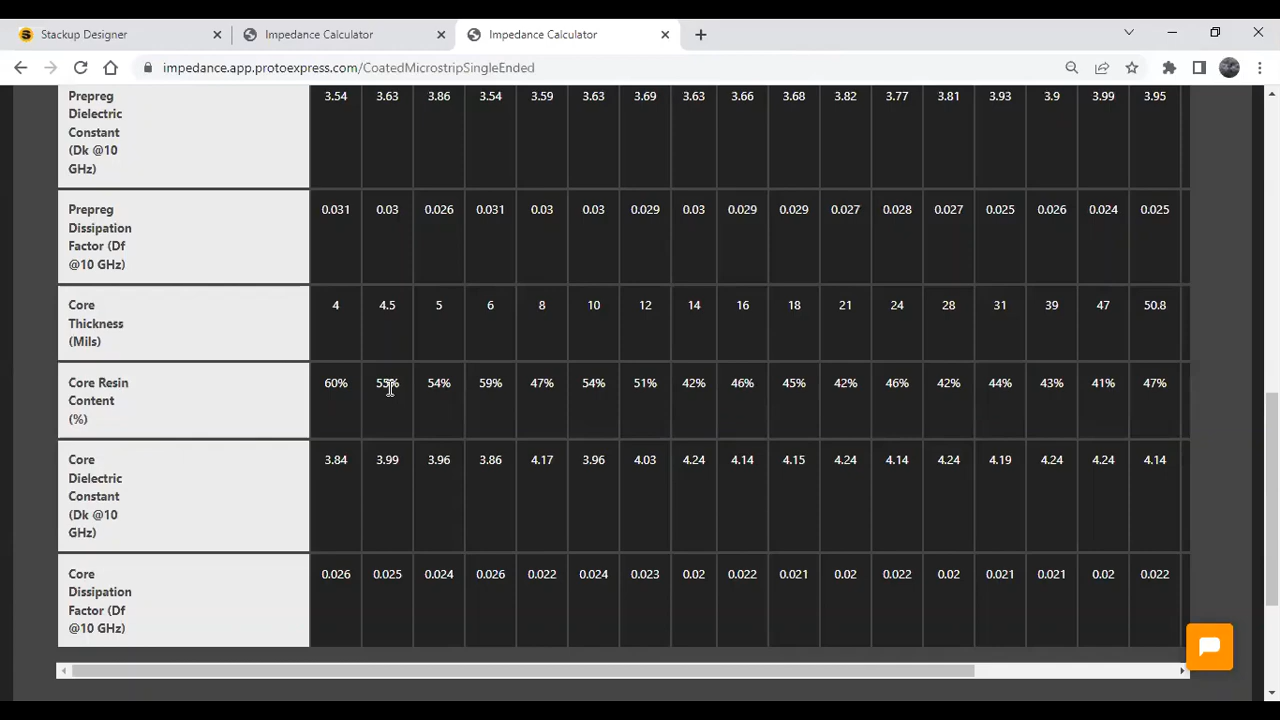 Stackup Designer
Impedance Calculator
Impedance Calculator
impedance.app.protoexpress.com/CoatedMicrostripSingleEnded
Prepreg 3.54 3.63 3.86 3.54 3.59 3.63 3.69 3.63 3.66 3.68 3.82 3.77 3.81 3.93 3.9 3.99 3.95
Dielectric
Constant
(Dk @10
GHz)
Prepreg 0.031 0.03 0.026 0.031 0.03 0.03 0.029 0.03 0.029 0.029 0.027 0.028 0.027 0.025 0.026 0.024 0.025
Dissipation
Factor (Df
@10 GHz)
Core 4 4.5 5 6 8 10 12 14 16 18 21 24 28 31 39 47 50.8
Thickness
(Mils)
Core Resin 60% 55% 54% 59% 47% 54% 51% 42% 46% 45% 42% 46% 42% 44% 43% 41% 47%
Content
(%)
Core 3.84 3.99 3.96 3.86 4.17 3.96 4.03 4.24 4.14 4.15 4.24 4.14 4.24 4.19 4.24 4.24 4.14
Dielectric
Constant
(Dk @10
GHz)
Core 0.026 0.025 0.024 0.026 0.022 0.024 0.023 0.02 0.022 0.021 0.02 0.022 0.02 0.021 0.021 0.02 0.022
Dissipation
Factor (Df
@10 GHz)